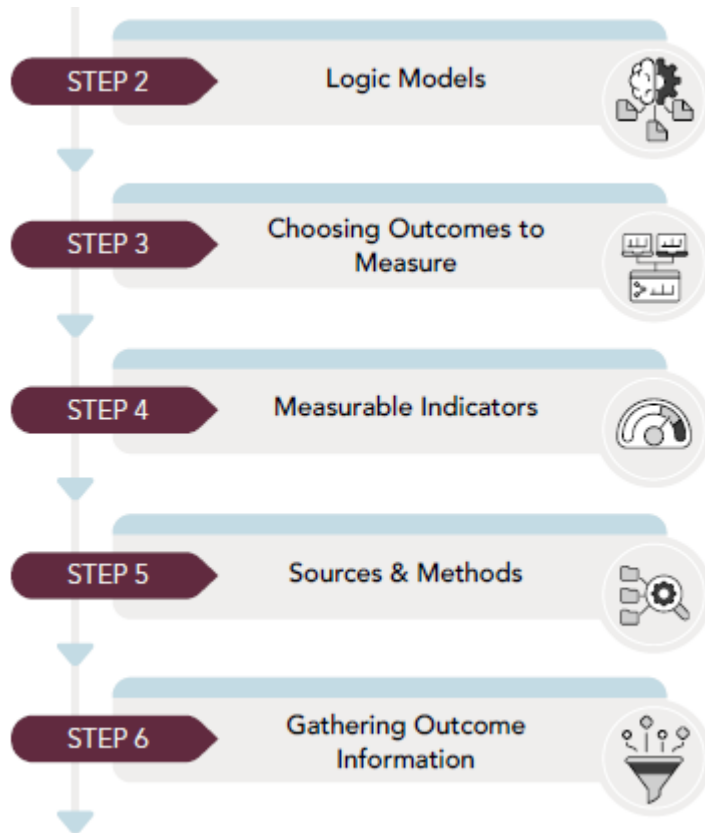 STEP 2
Logic Models
STEP 3
Choosing Outcomes to
Measure
STEP 4
Measurable Indicators
STEP 5
Sources & Methods
STEP 6
Gathering Outcome
Information